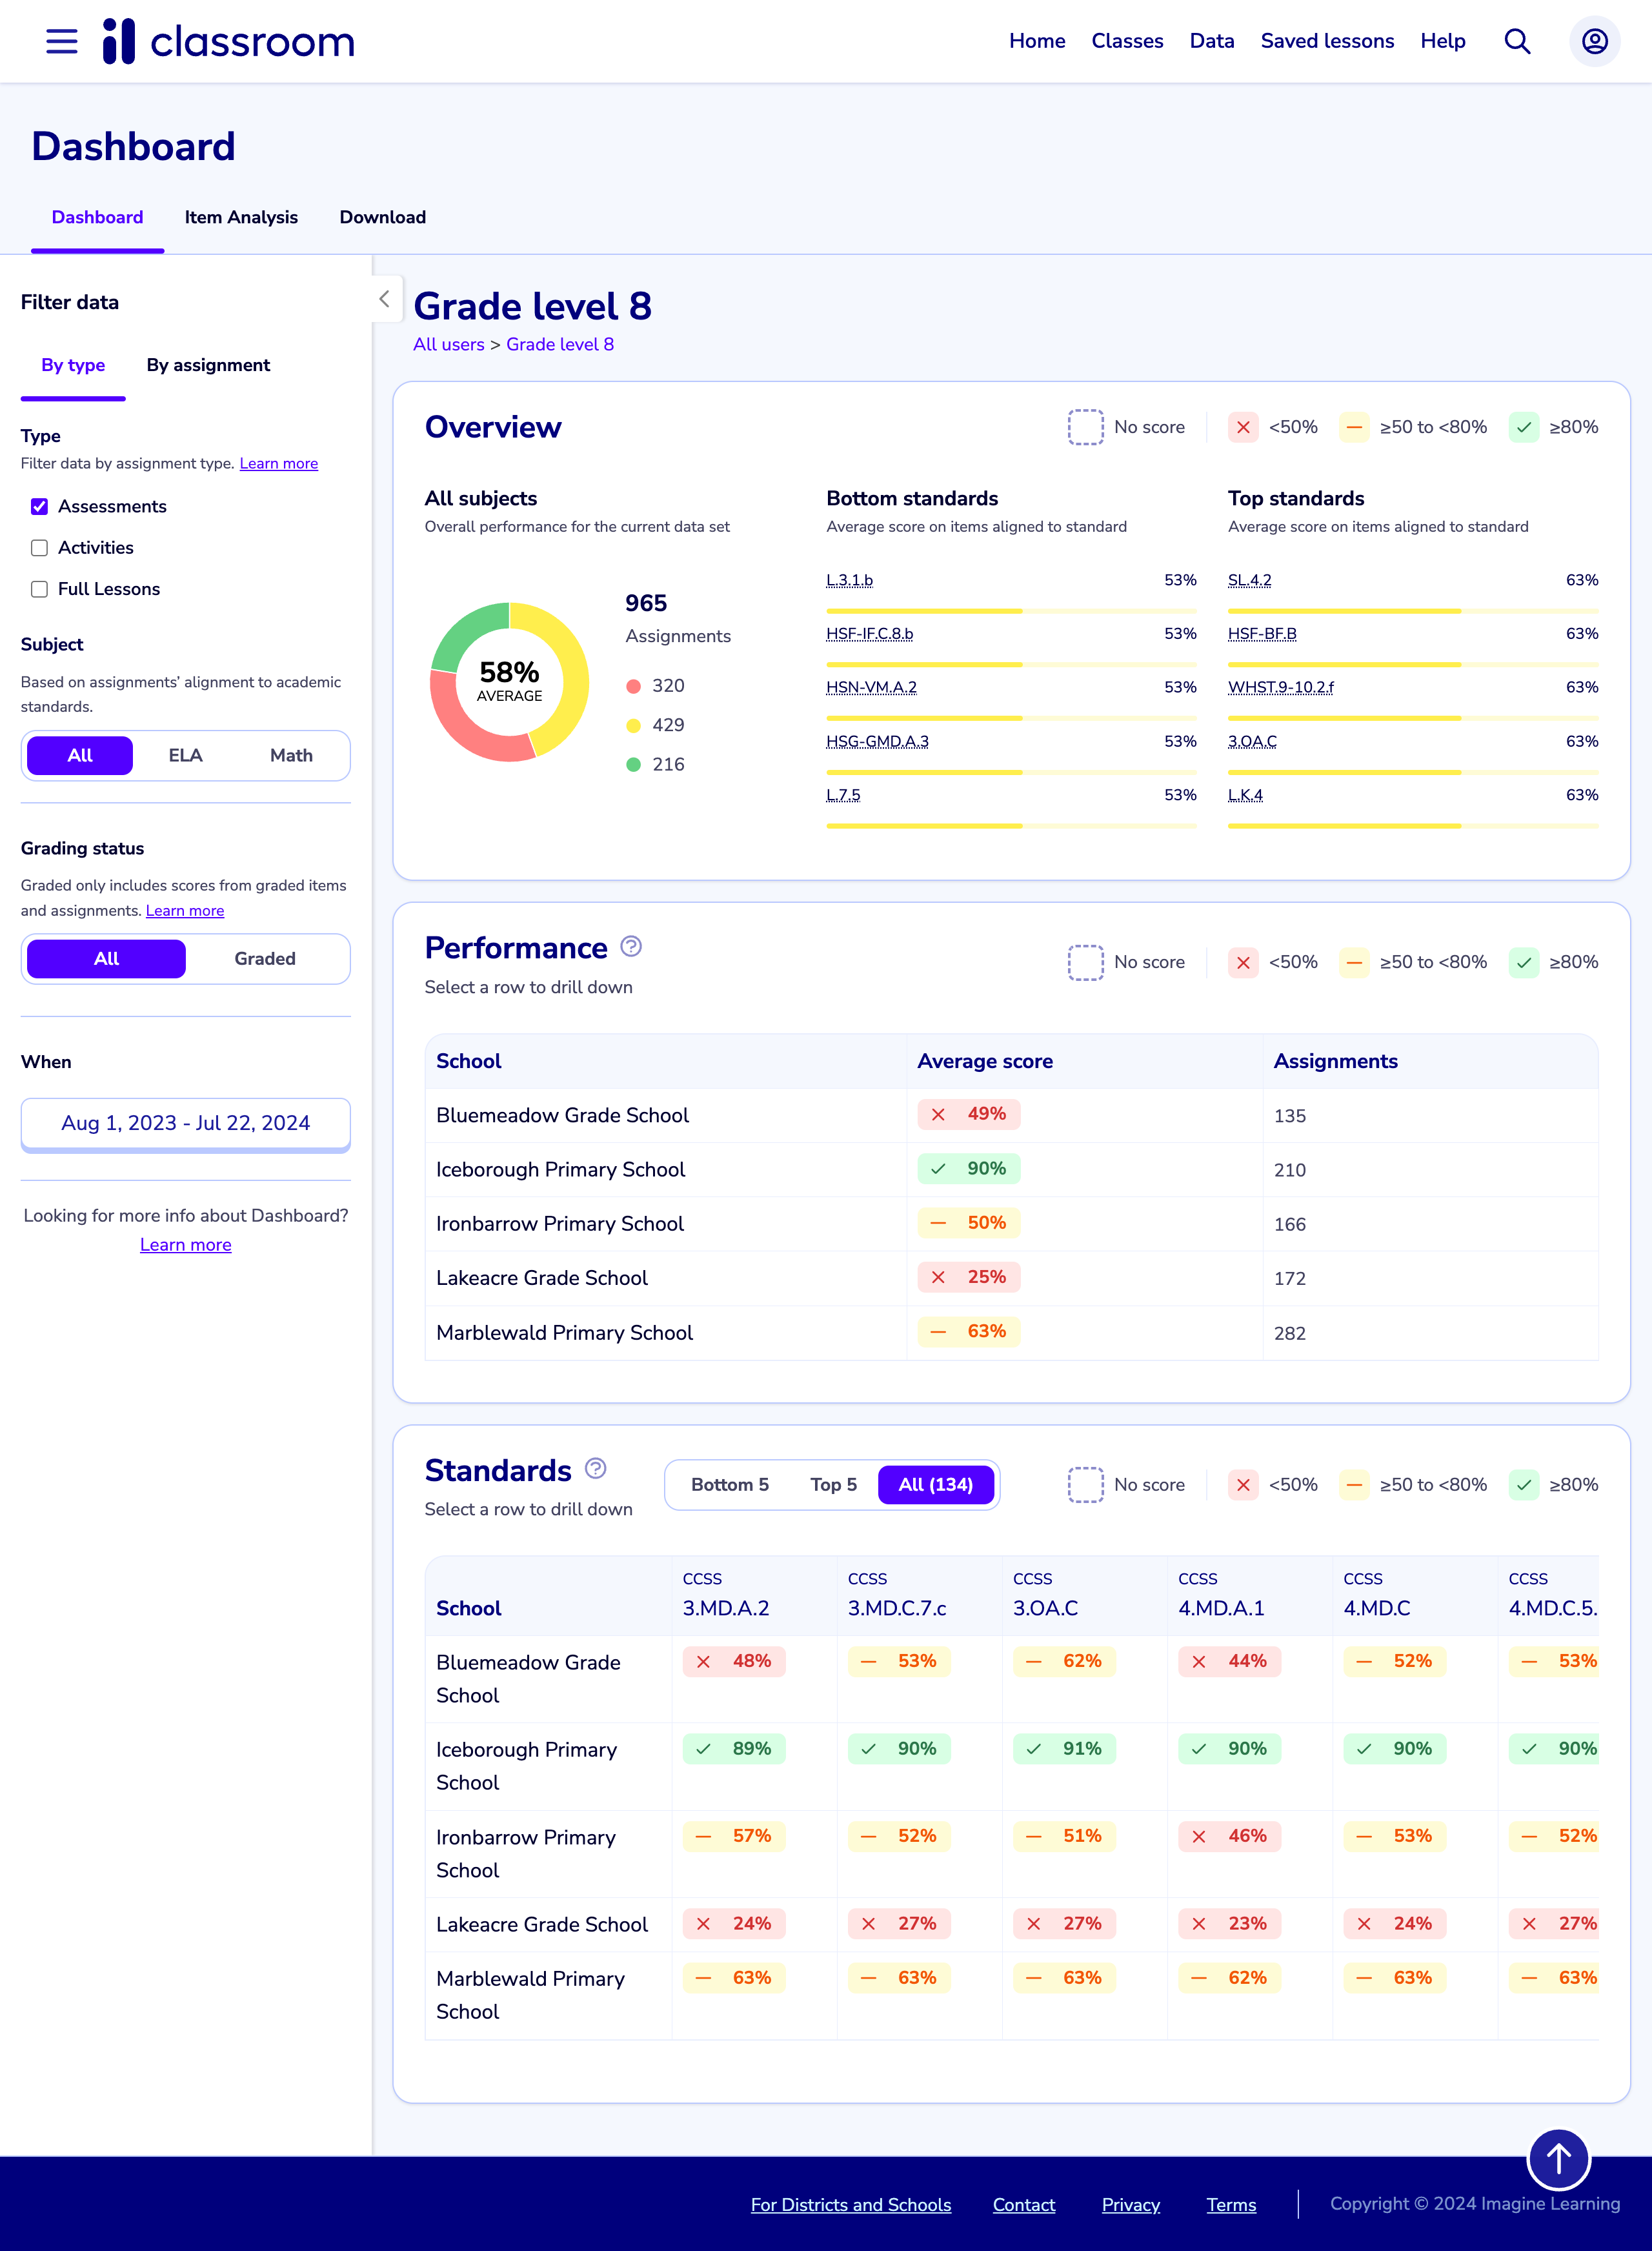 classroom
Home Classes Data Saved lessons Help
Dashboard
Dashboard Item Analysis Download
Filter data
By type By assignment
Type
Filter data by assignment type. Learn more
Assessments
Activities
Full Lessons
Subject
Based on assignments’ alignment to academic
standards.
All ELA Math
Grading status
Graded only includes scores from graded items
and assignments. Learn more
All Graded
When
Aug 1, 2023 - Jul 22, 2024
Looking for more info about Dashboard?
Learn more
Grade level 8
All users > Grade level 8
Overview
No score <50% ≥50 to <80% ≥80%
All subjects
Overall performance for the current data set
58%
AVERAGE
965
Assignments
320
429
216
Bottom standards
Average score on items aligned to standard
L.3.1.b 53%
HSF-IF.C.8.b 53%
HSN-VM.A.2 53%
HSG-GMD.A.3 53%
L.7.5 53%
Top standards
Average score on items aligned to standard
SL.4.2 63%
HSF-BF.B 63%
WHST.9-10.2.f 63%
3.OA.C 63%
L.K.4 63%
Performance ?
Select a row to drill down
No score <50% ≥50 to <80% ≥80%
School Average score Assignments
Bluemeadow Grade School 49% 135
Iceborough Primary School 90% 210
Ironbarrow Primary School 50% 166
Lakeacre Grade School 25% 172
Marblewald Primary School 63% 282
Standards ?
Select a row to drill down
Bottom 5 Top 5 All (134)
No score <50% ≥50 to <80% ≥80%
CCSS CCSS CCSS CCSS CCSS CCSS
School 3.MD.A.2 3.MD.C.7.c 3.OA.C 4.MD.A.1 4.MD.C 4.MD.C.5.
Bluemeadow Grade 48% 53% 62% 44% 52% 53%
School
Iceborough Primary 89% 90% 91% 90% 90% 90%
School
Ironbarrow Primary 57% 52% 51% 46% 53% 52%
School
Lakeacre Grade School 24% 27% 27% 23% 24% 27%
Marblewald Primary 63% 63% 63% 62% 63% 63%
School
For Districts and Schools Contact Privacy Terms Copyright © 2024 Imagine Learning